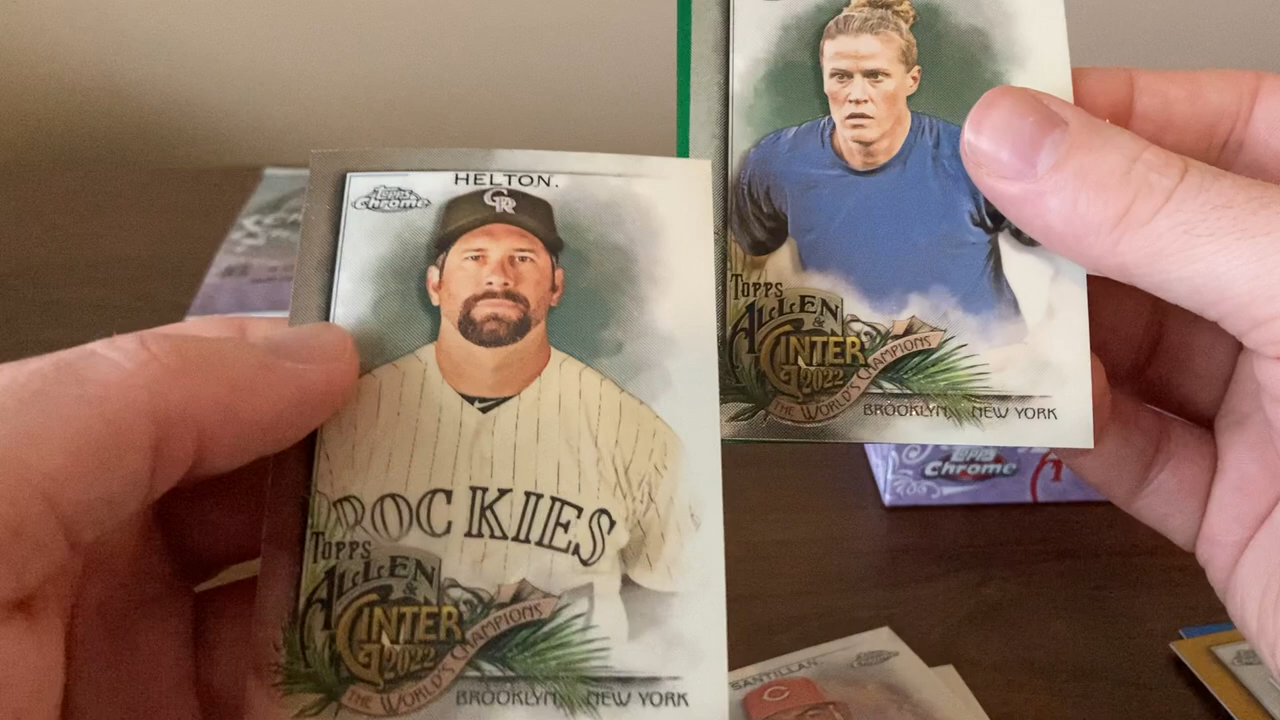 HELTON.
Topps
Chrome
CR
ROCKIES
TOPPS
ALLEN
&
GINTER
2022
THE WORLD'S CHAMPIONS
BROOKLYN, NEW YORK
TOPPS
ALLEN
&
GINTER
2022
THE WORLD'S CHAMPIONS
BROOKLYN, NEW YORK
Topps
Chrome
SANTILLAN.